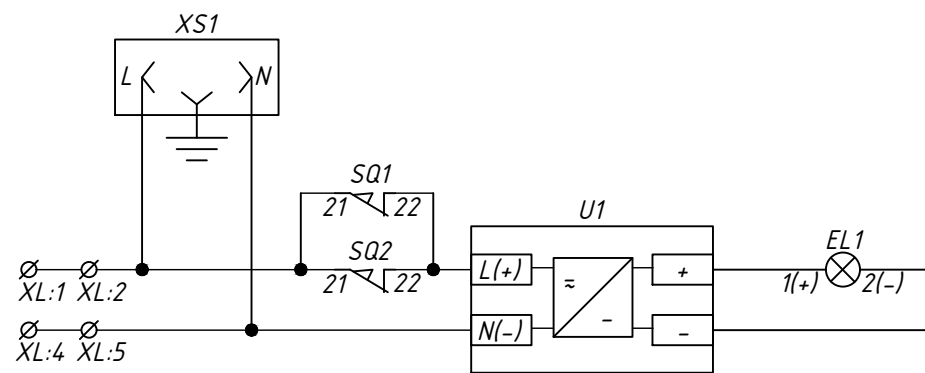 XS1
L N
SQ1
21 22
U1
SQ2
21 22
EL1
L(+) +
1(+) 2(-)
XL:1 XL:2
≂
-
N(-) -
XL:4 XL:5